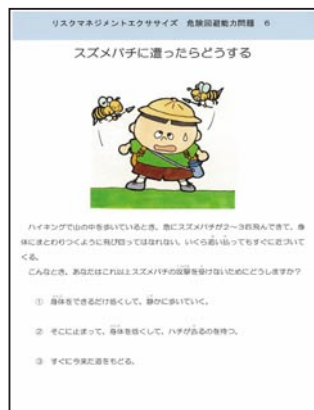 リスクマネジメントエクササイズ 危険回避能力問題 6
スズメバチに遭ったらどうする
ハイキングで山の中を歩いているとき、急にスズメバチが2〜3匹飛んできて、身
体にまとわりつくように飛び回ってはなれない。いくら追い払ってもすぐに近づいて
くる。
こんなとき、あなたはこれ以上スズメバチの攻撃を受けないためにどうしますか？
① 身体をできるだけ低くして、静かに歩いていく。
② そこに止まって、身体を低くして、ハチが去るのを待つ。
③ すぐに今来た道をもどる。